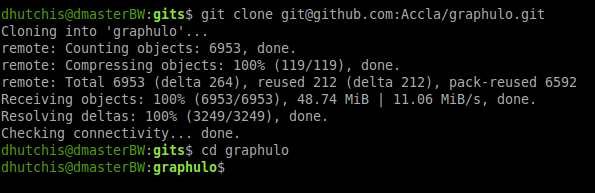 dhutchis@dmasterBW:gits$ git clone git@github.com:Accla/graphulo.git
Cloning into 'graphulo'...
remote: Counting objects: 6953, done.
remote: Compressing objects: 100% (119/119), done.
remote: Total 6953 (delta 264), reused 212 (delta 212), pack-reused 6592
Receiving objects: 100% (6953/6953), 48.74 MiB | 11.06 MiB/s, done.
Resolving deltas: 100% (3249/3249), done.
Checking connectivity... done.
dhutchis@dmasterBW:gits$ cd graphulo
dhutchis@dmasterBW:graphulo$